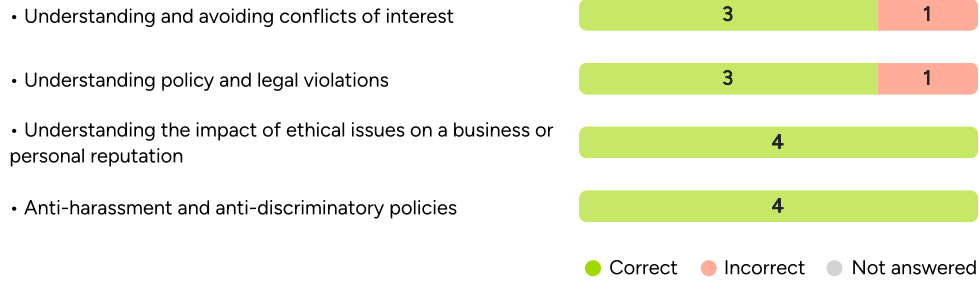 • Understanding and avoiding conflicts of interest
3 1
• Understanding policy and legal violations
3 1
• Understanding the impact of ethical issues on a business or
personal reputation
4
• Anti-harassment and anti-discriminatory policies
4
Correct Incorrect Not answered